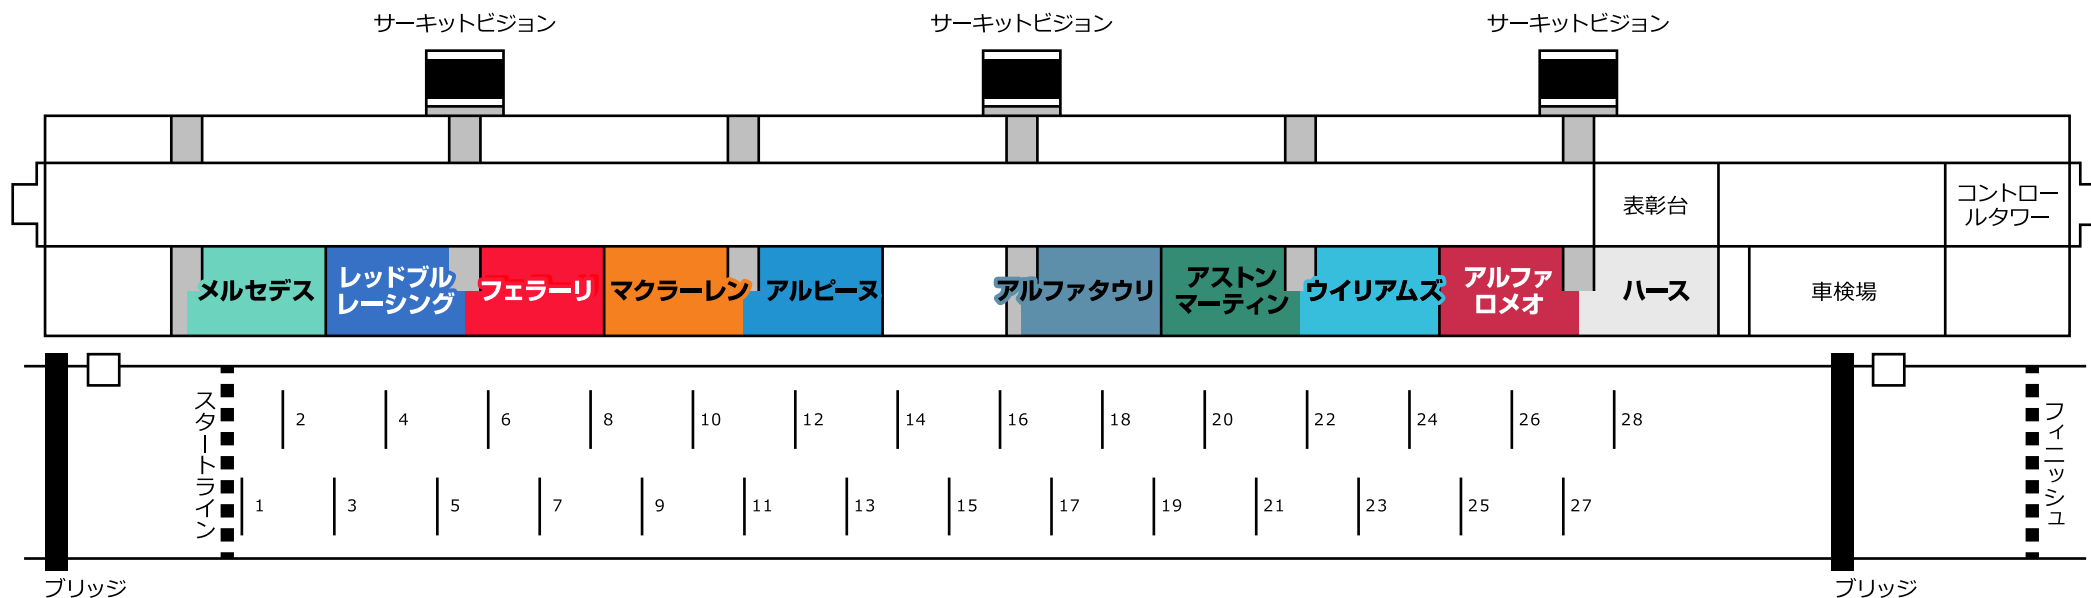 サーキットビジョン
サーキットビジョン
サーキットビジョン
表彰台
コントロー
ルタワー
メルセデス
レッドブル
レーシング
フェラーリ
マクラーレン
アルピーヌ
アルファタウリ
アストン
マーティン
ウイリアムズ
アルファ
ロメオ
ハース
車検場
スタートライン
2
4
6
8
10
12
14
16
18
20
22
24
26
28
フィニッシュ
1
3
5
7
9
11
13
15
17
19
21
23
25
27
ブリッジ
ブリッジ